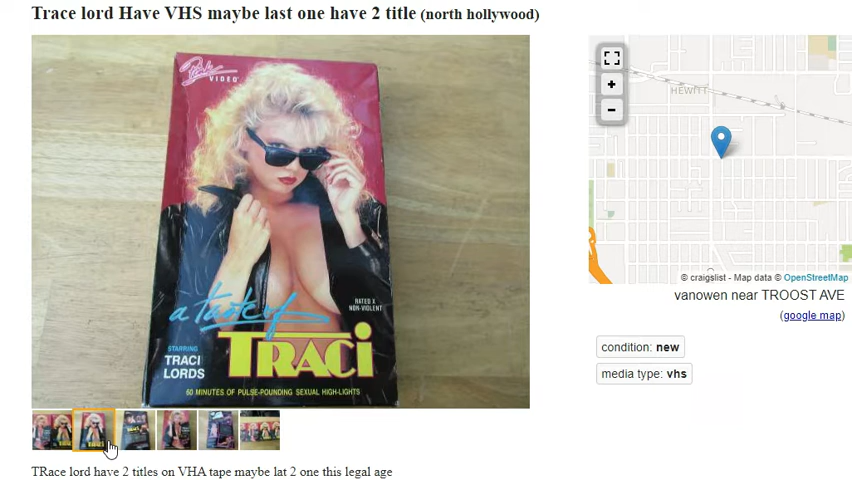 Trace lord Have VHS maybe last one have 2 title (north hollywood)
Pink
VIDEO
a taste of
TRACI
STARRING
TRACI
LORDS
RATED X
NON-VIOLENT
60 MINUTES OF PULSE-POUNDING SEXUAL HIGH-LIGHTS
+
−
HEWITT
© craigslist - Map data © OpenStreetMap
vanowen near TROOST AVE
(google map)
condition: new
media type: vhs
TRace lord have 2 titles on VHA tape maybe lat 2 one this legal age